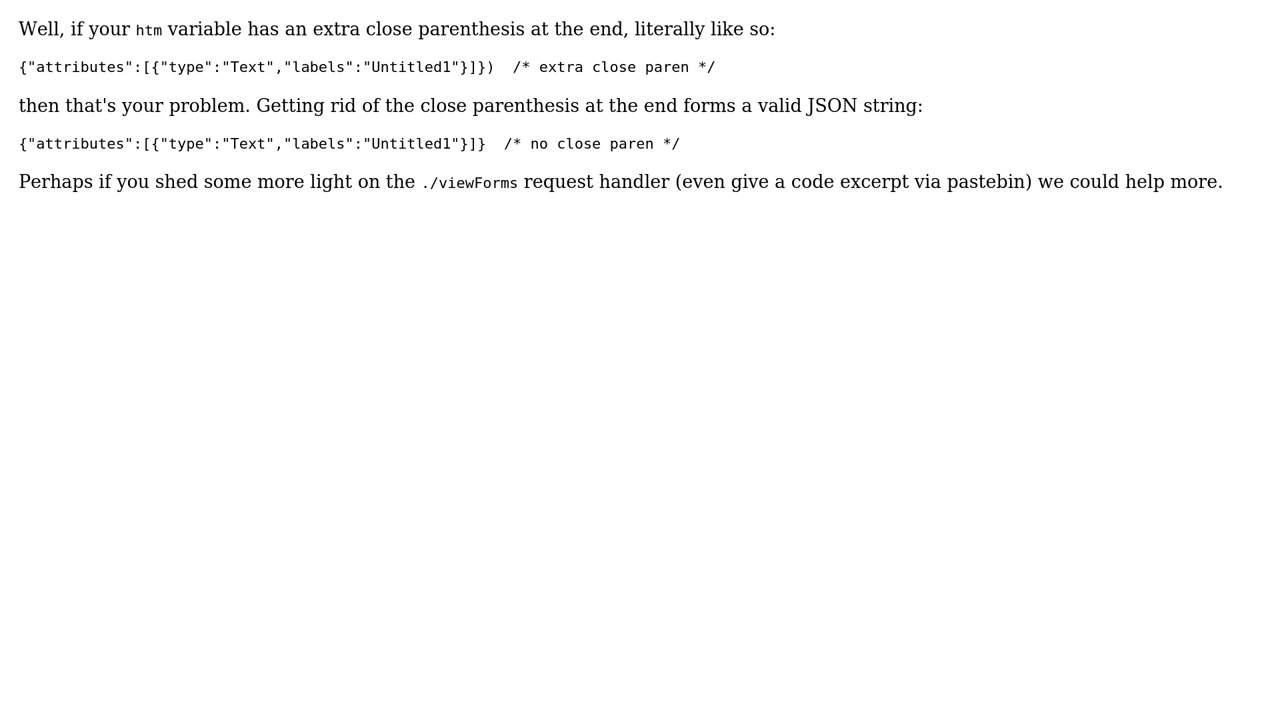 Well, if your htm variable has an extra close parenthesis at the end, literally like so:
{"attributes":[{"type":"Text","labels":"Untitled1"}]})  /* extra close paren */
then that's your problem. Getting rid of the close parenthesis at the end forms a valid JSON string:
{"attributes":[{"type":"Text","labels":"Untitled1"}]}  /* no close paren */
Perhaps if you shed some more light on the ./viewForms request handler (even give a code excerpt via pastebin) we could help more.